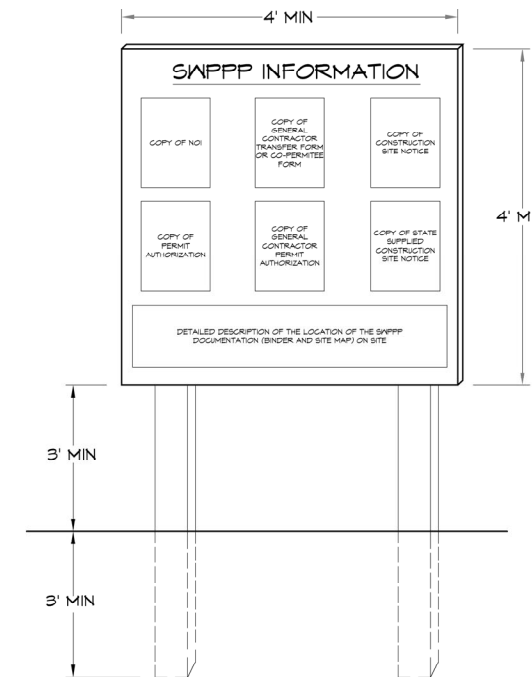 4' MIN
SWPPP INFORMATION
COPY OF NOI
COPY OF
GENERAL
CONTRACTOR
TRANSFER FORM
OR CO-PERMITEE
FORM
COPY OF
CONSTRUCTION
SITE NOTICE
4' M
COPY OF
PERMIT
AUTHORIZATION
COPY OF
GENERAL
CONTRACTOR
PERMIT
AUTHORIZATION
COPY OF STATE
SUPPLIED
CONSTRUCTION
SITE NOTICE
DETAILED DESCRIPTION OF THE LOCATION OF THE SWPPP
DOCUMENTATION (BINDER AND SITE MAP) ON SITE
3' MIN
3' MIN